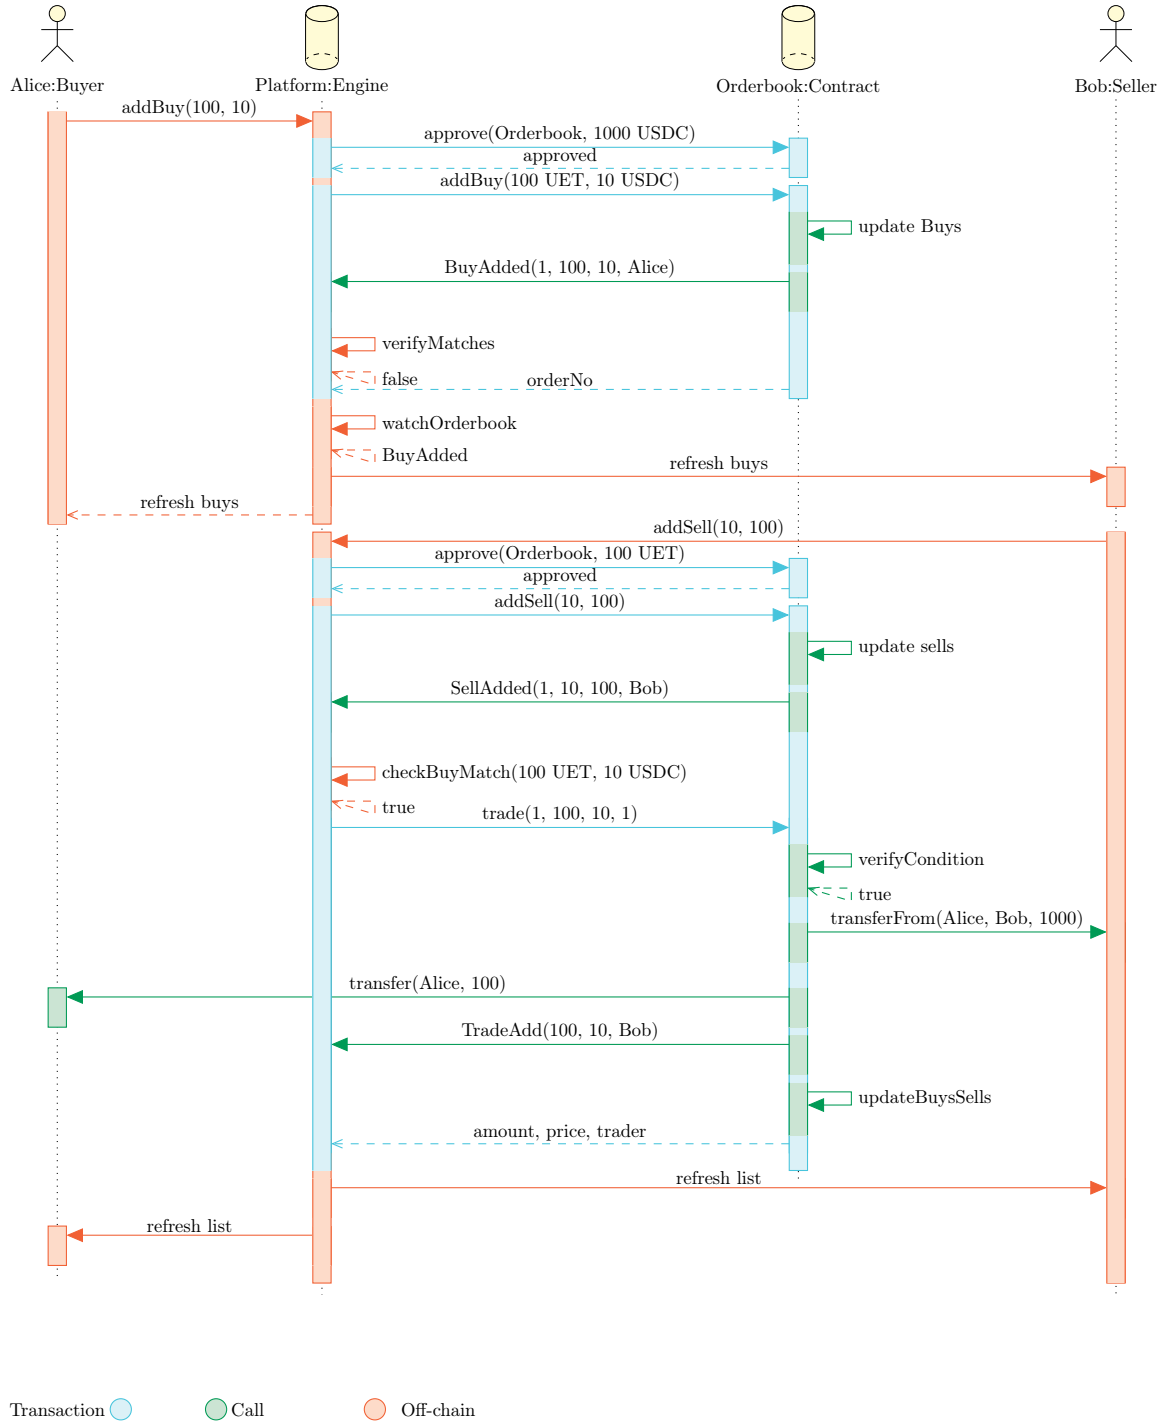 Alice:Buyer
Platform:Engine
Orderbook:Contract
Bob:Seller
addBuy(100, 10)
approve(Orderbook, 1000 USDC)
approved
addBuy(100 UET, 10 USDC)
update Buys
BuyAdded(1, 100, 10, Alice)
verifyMatches
false
orderNo
watchOrderbook
BuyAdded
refresh buys
refresh buys
addSell(10, 100)
approve(Orderbook, 100 UET)
approved
addSell(10, 100)
update sells
SellAdded(1, 10, 100, Bob)
checkBuyMatch(100 UET, 10 USDC)
true
trade(1, 100, 10, 1)
verifyCondition
true
transferFrom(Alice, Bob, 1000)
transfer(Alice, 100)
TradeAdd(100, 10, Bob)
updateBuysSells
amount, price, trader
refresh list
refresh list
Transaction
Call
Off-chain